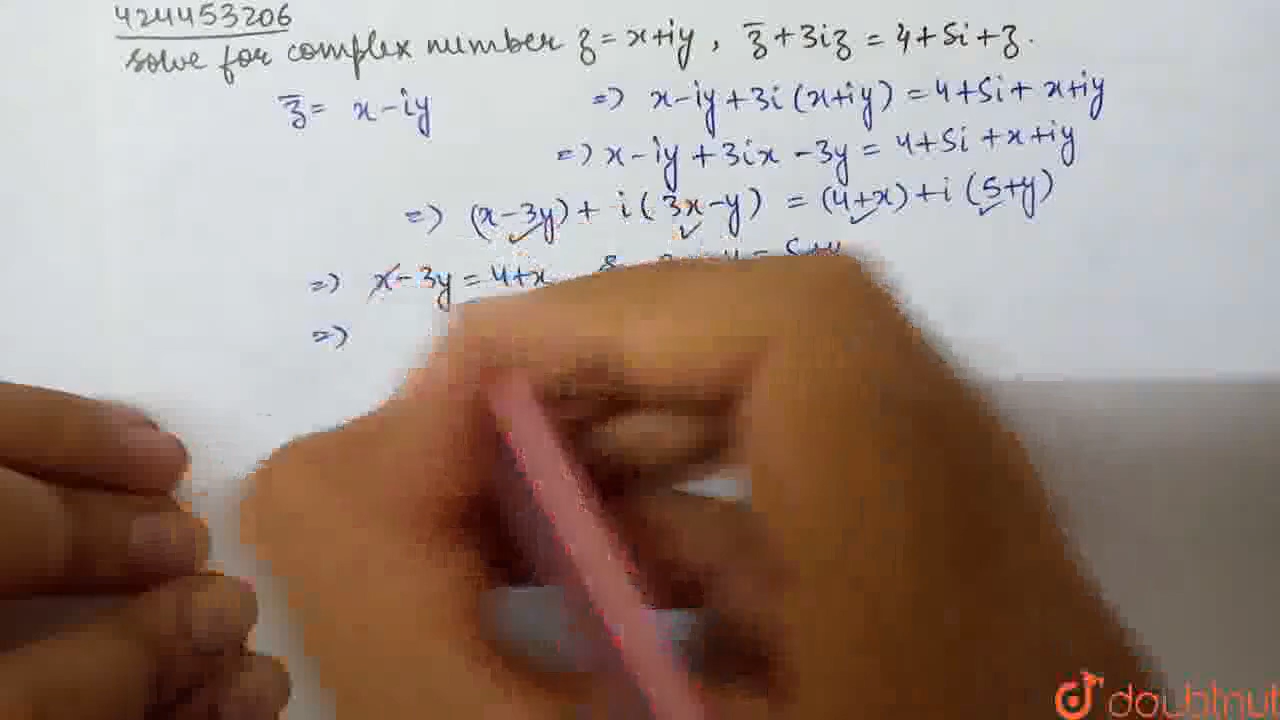 424453206
solve for complex number z = x+iy , z̄ + 3iz = 4+5i+z.
z̄ = x-iy => x-iy+3i(x+iy) = 4+5i+x+iy
=> x-iy+3ix-3y = 4+5i+x+iy
=> (x-3y)+ i(3x-y) = (4+x)+i(5+y)
=> x-3y = 4+x
=>
doubtnut